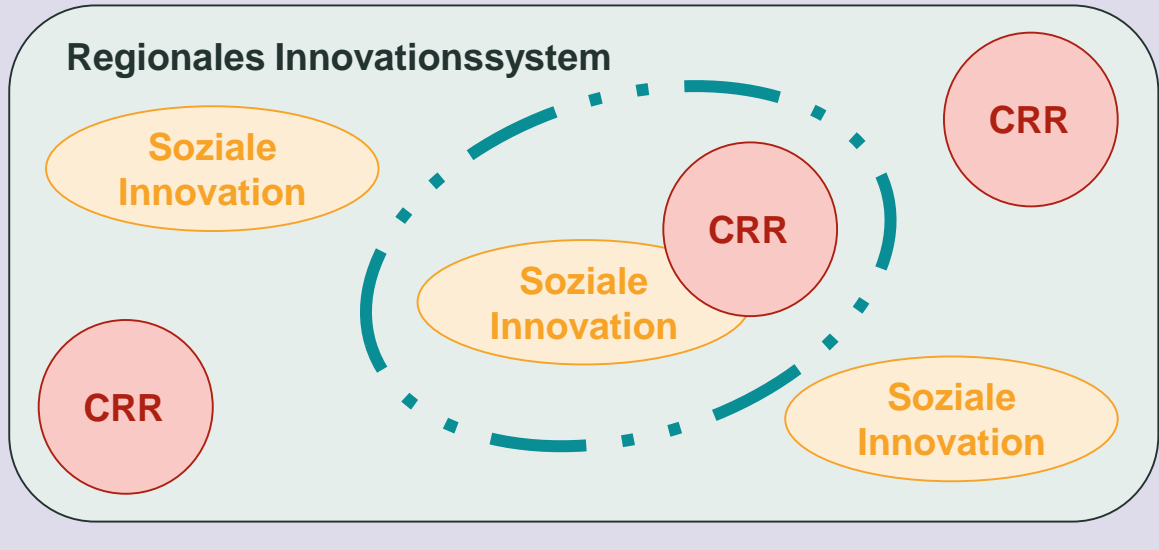 Regionales Innovationssystem
CRR
Soziale
Innovation
CRR
Soziale
Innovation
CRR
Soziale
Innovation